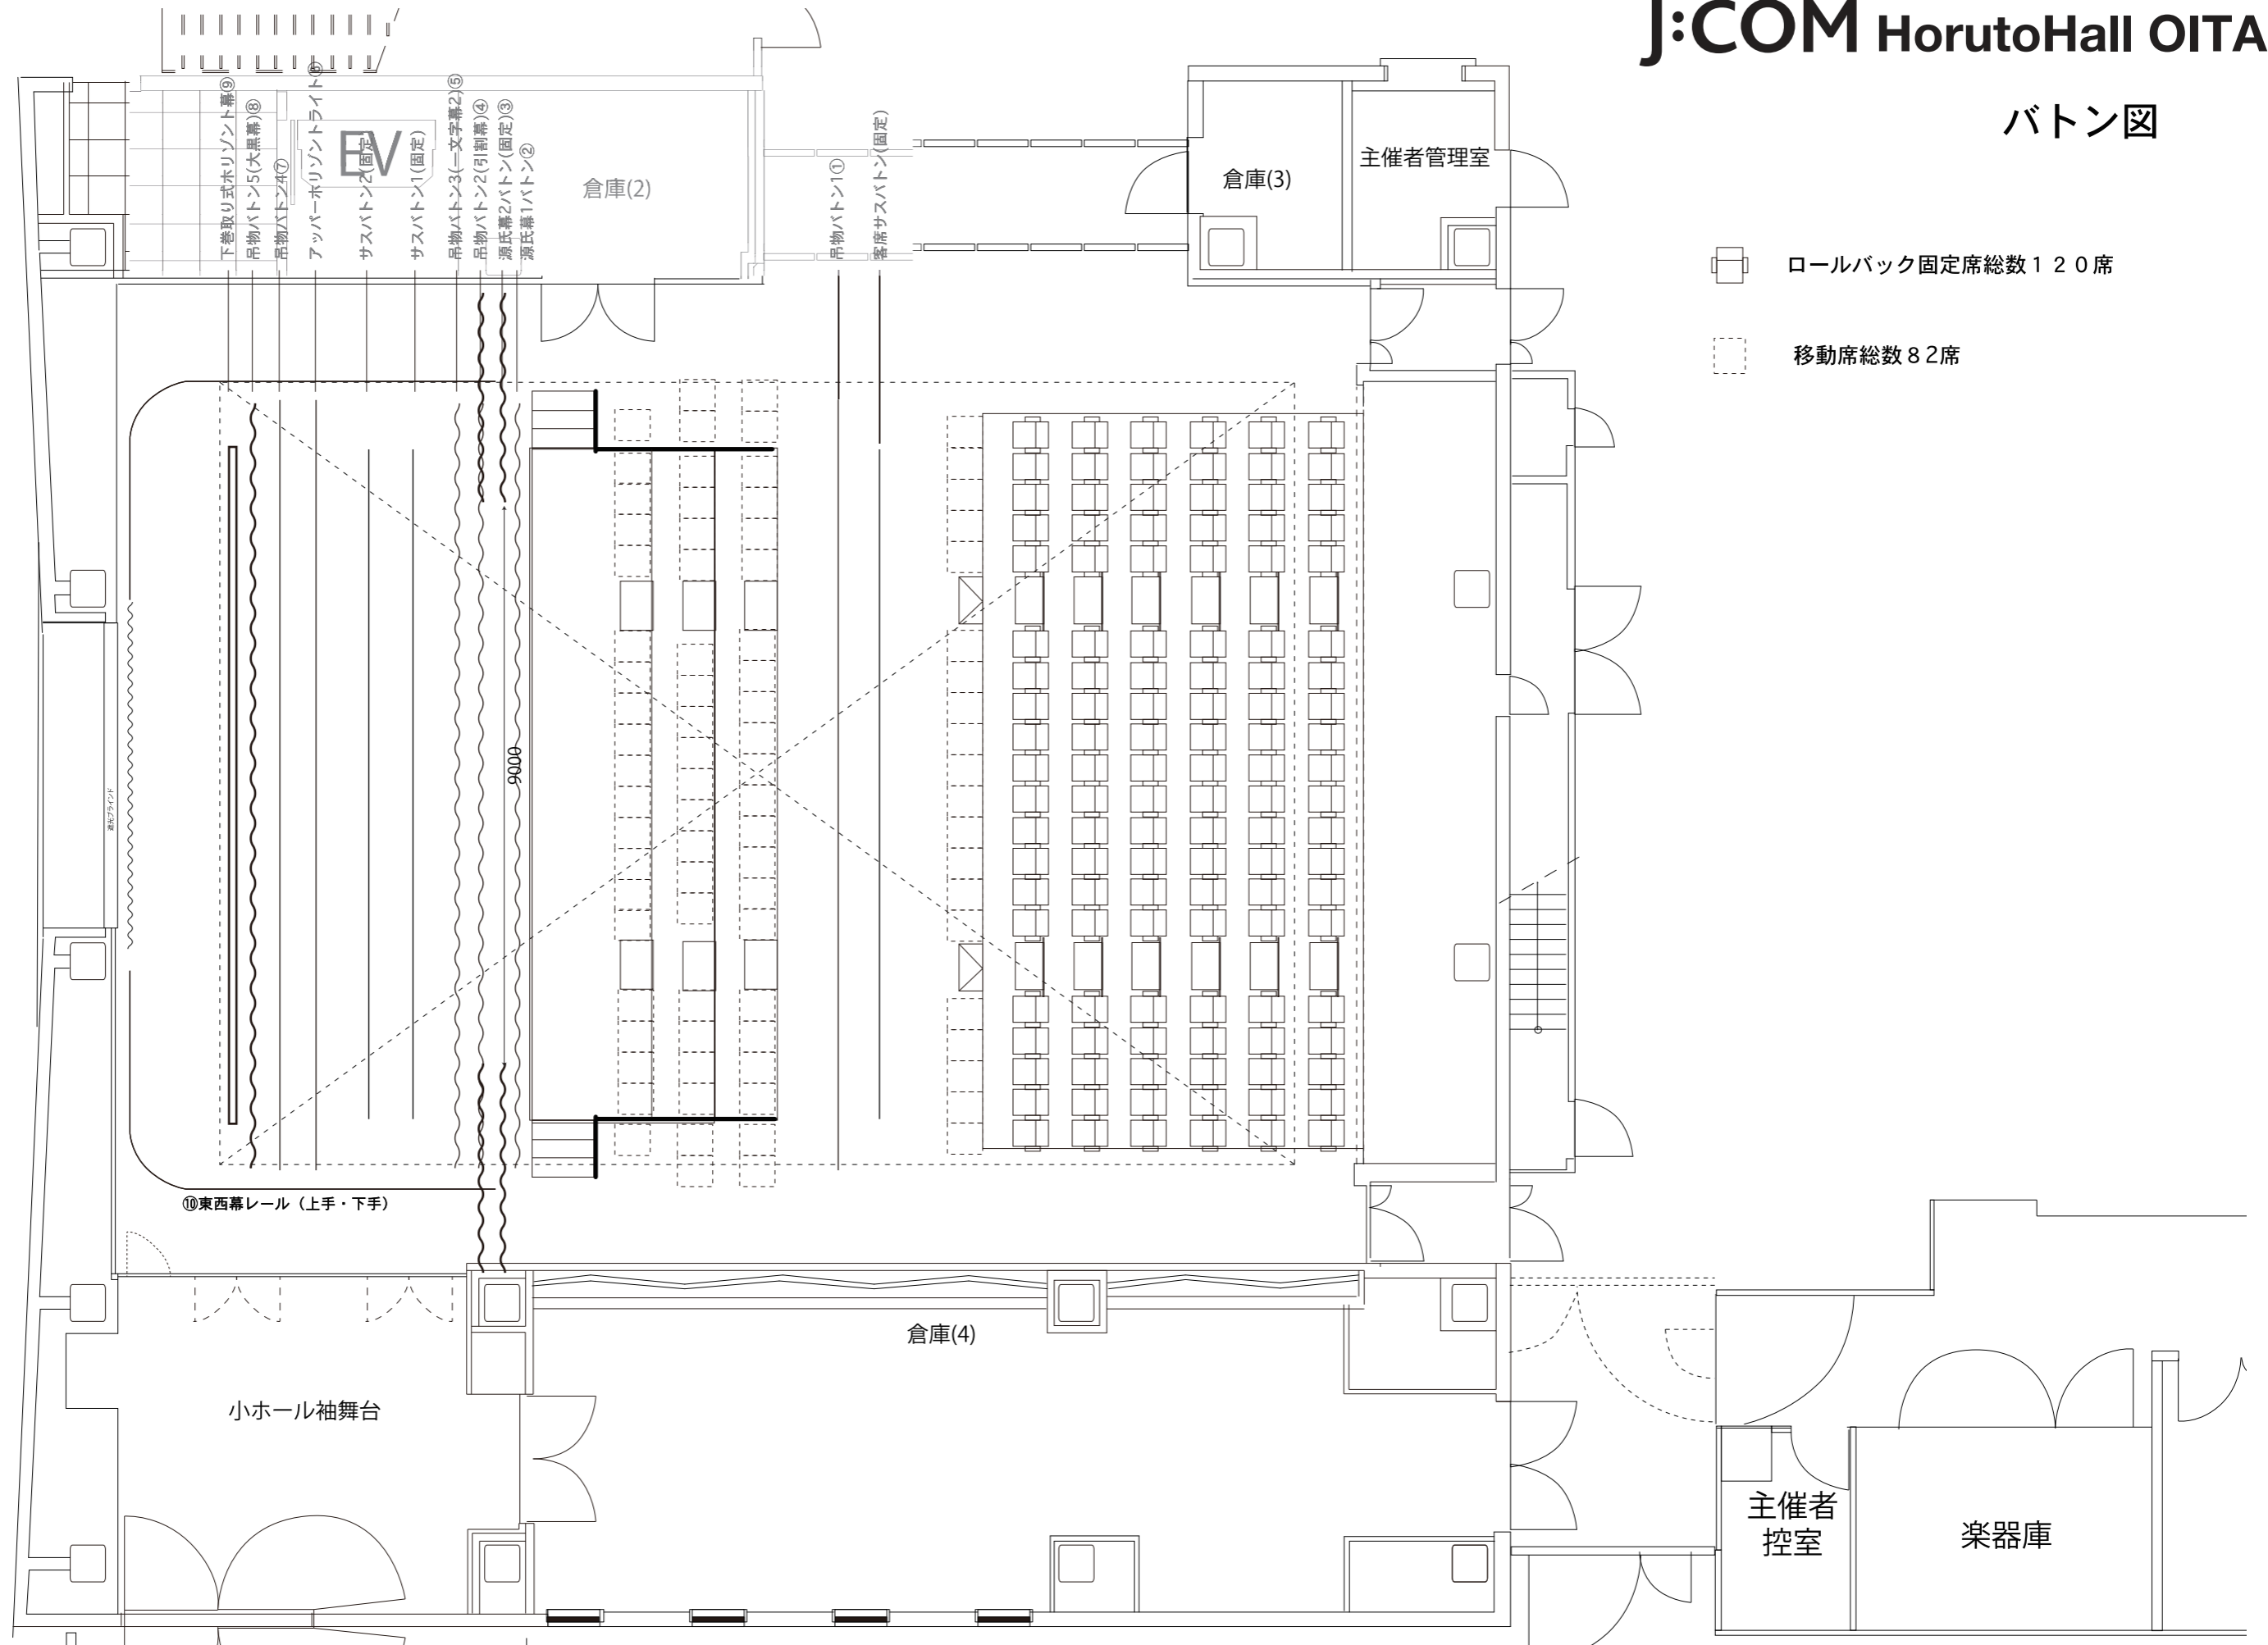 J:COM HorutoHall OITA
バトン図
ロールバック固定席総数120席
移動席総数82席
下巻取り式ホリゾント幕⑨
吊物バトン5(大黒幕)⑧
吊物バトン4⑦
アッパーホリゾントライト⑥
サスバトン2(固定)
サスバトン1(固定)
吊物バトン3(一文字幕2)⑤
吊物バトン2(引割幕)④
源氏幕2バトン(固定)③
源氏幕1バトン②
吊物バトン1①
客席サスバトン(固定)
EV
倉庫(2)
倉庫(3)
主催者管理室
9000
遮光ブラインド
⑩東西幕レール(上手・下手)
倉庫(4)
小ホール袖舞台
主催者
控室
楽器庫